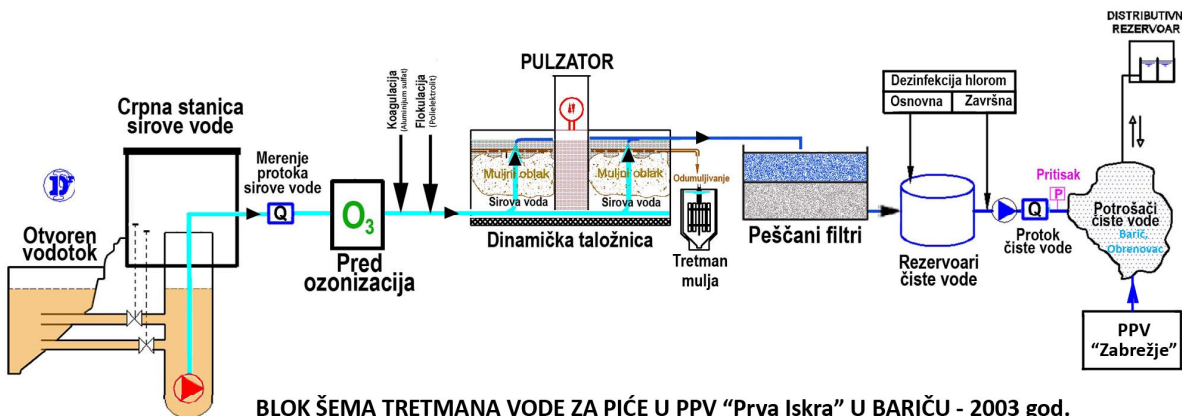 DISTRIBUTIVN
REZERVOAR
PULZATOR
Koagulacija
(Aluminijum sulfat)
Flokulacija
(Polielektrolit)
Dezinfekcija hlorom
Osnovna
Završna
Crpna stanica
sirove vode
Merenje
protoka
sirove vode
Q
O3
Muljni oblak
Muljni oblak
Odmuljivanje
Sirova voda
Sirova voda
Pritisak
P
Q
Potrošači
čiste vode
Barič,
Obrenovac
Otvoren
vodotok
Pred
ozonizacija
Dinamička taložnica
Tretman
mulja
Peščani filtri
Rezervoari
čiste vode
Protok
čiste vode
PPV
“Zabrežje”
BLOK ŠEMA TRETMANA VODE ZA PIĆE U PPV “Prva Iskra” U BARIČU - 2003 god.